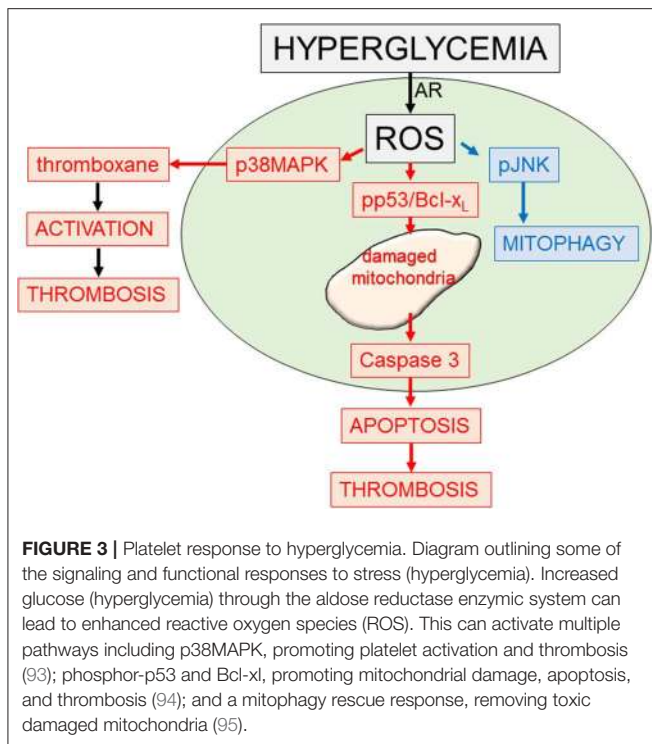 HYPERGLYCEMIA
AR
ROS
thromboxane
p38MAPK
pJNK
pp53/Bcl-xL
ACTIVATION
MITOPHAGY
damaged
mitochondria
THROMBOSIS
Caspase 3
APOPTOSIS
THROMBOSIS
FIGURE 3 | Platelet response to hyperglycemia. Diagram outlining some of
the signaling and functional responses to stress (hyperglycemia). Increased
glucose (hyperglycemia) through the aldose reductase enzymic system can
lead to enhanced reactive oxygen species (ROS). This can activate multiple
pathways including p38MAPK, promoting platelet activation and thrombosis
(93); phosphor-p53 and Bcl-xl, promoting mitochondrial damage, apoptosis,
and thrombosis (94); and a mitophagy rescue response, removing toxic
damaged mitochondria (95).